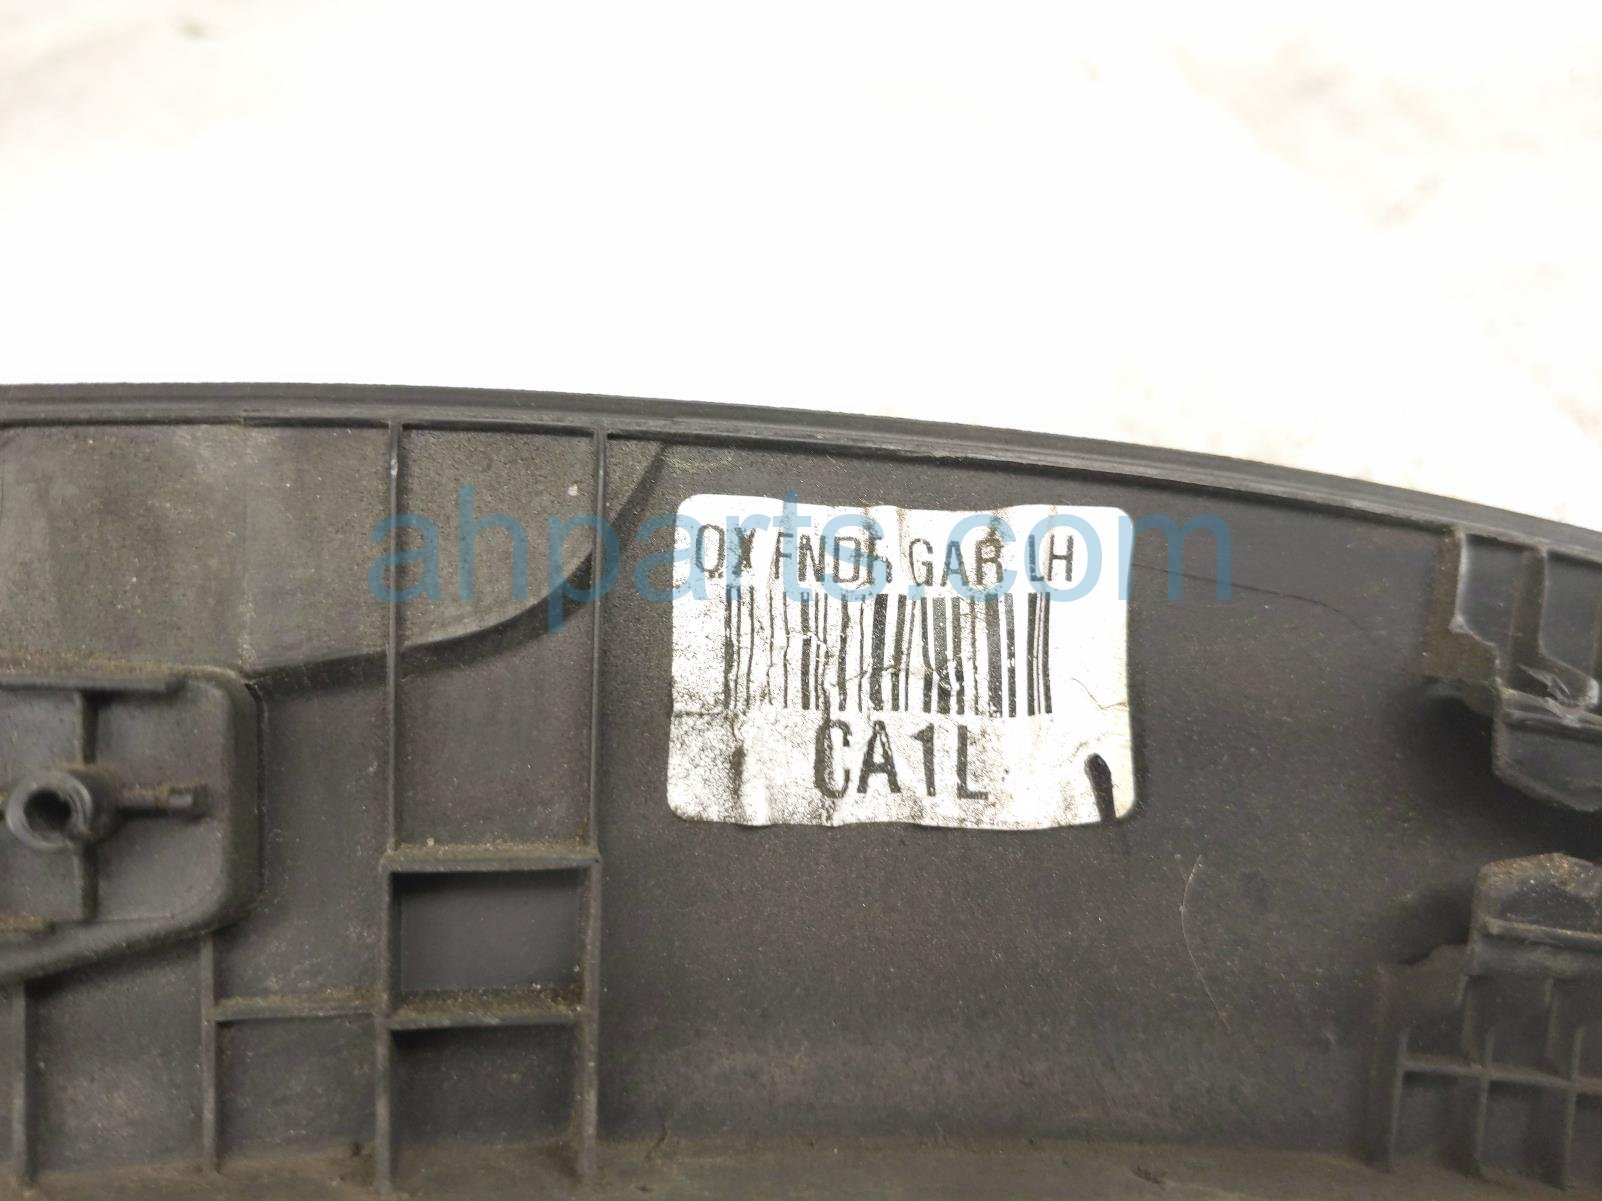 QX FNDR GAR LH
CA1L
ahparts.com